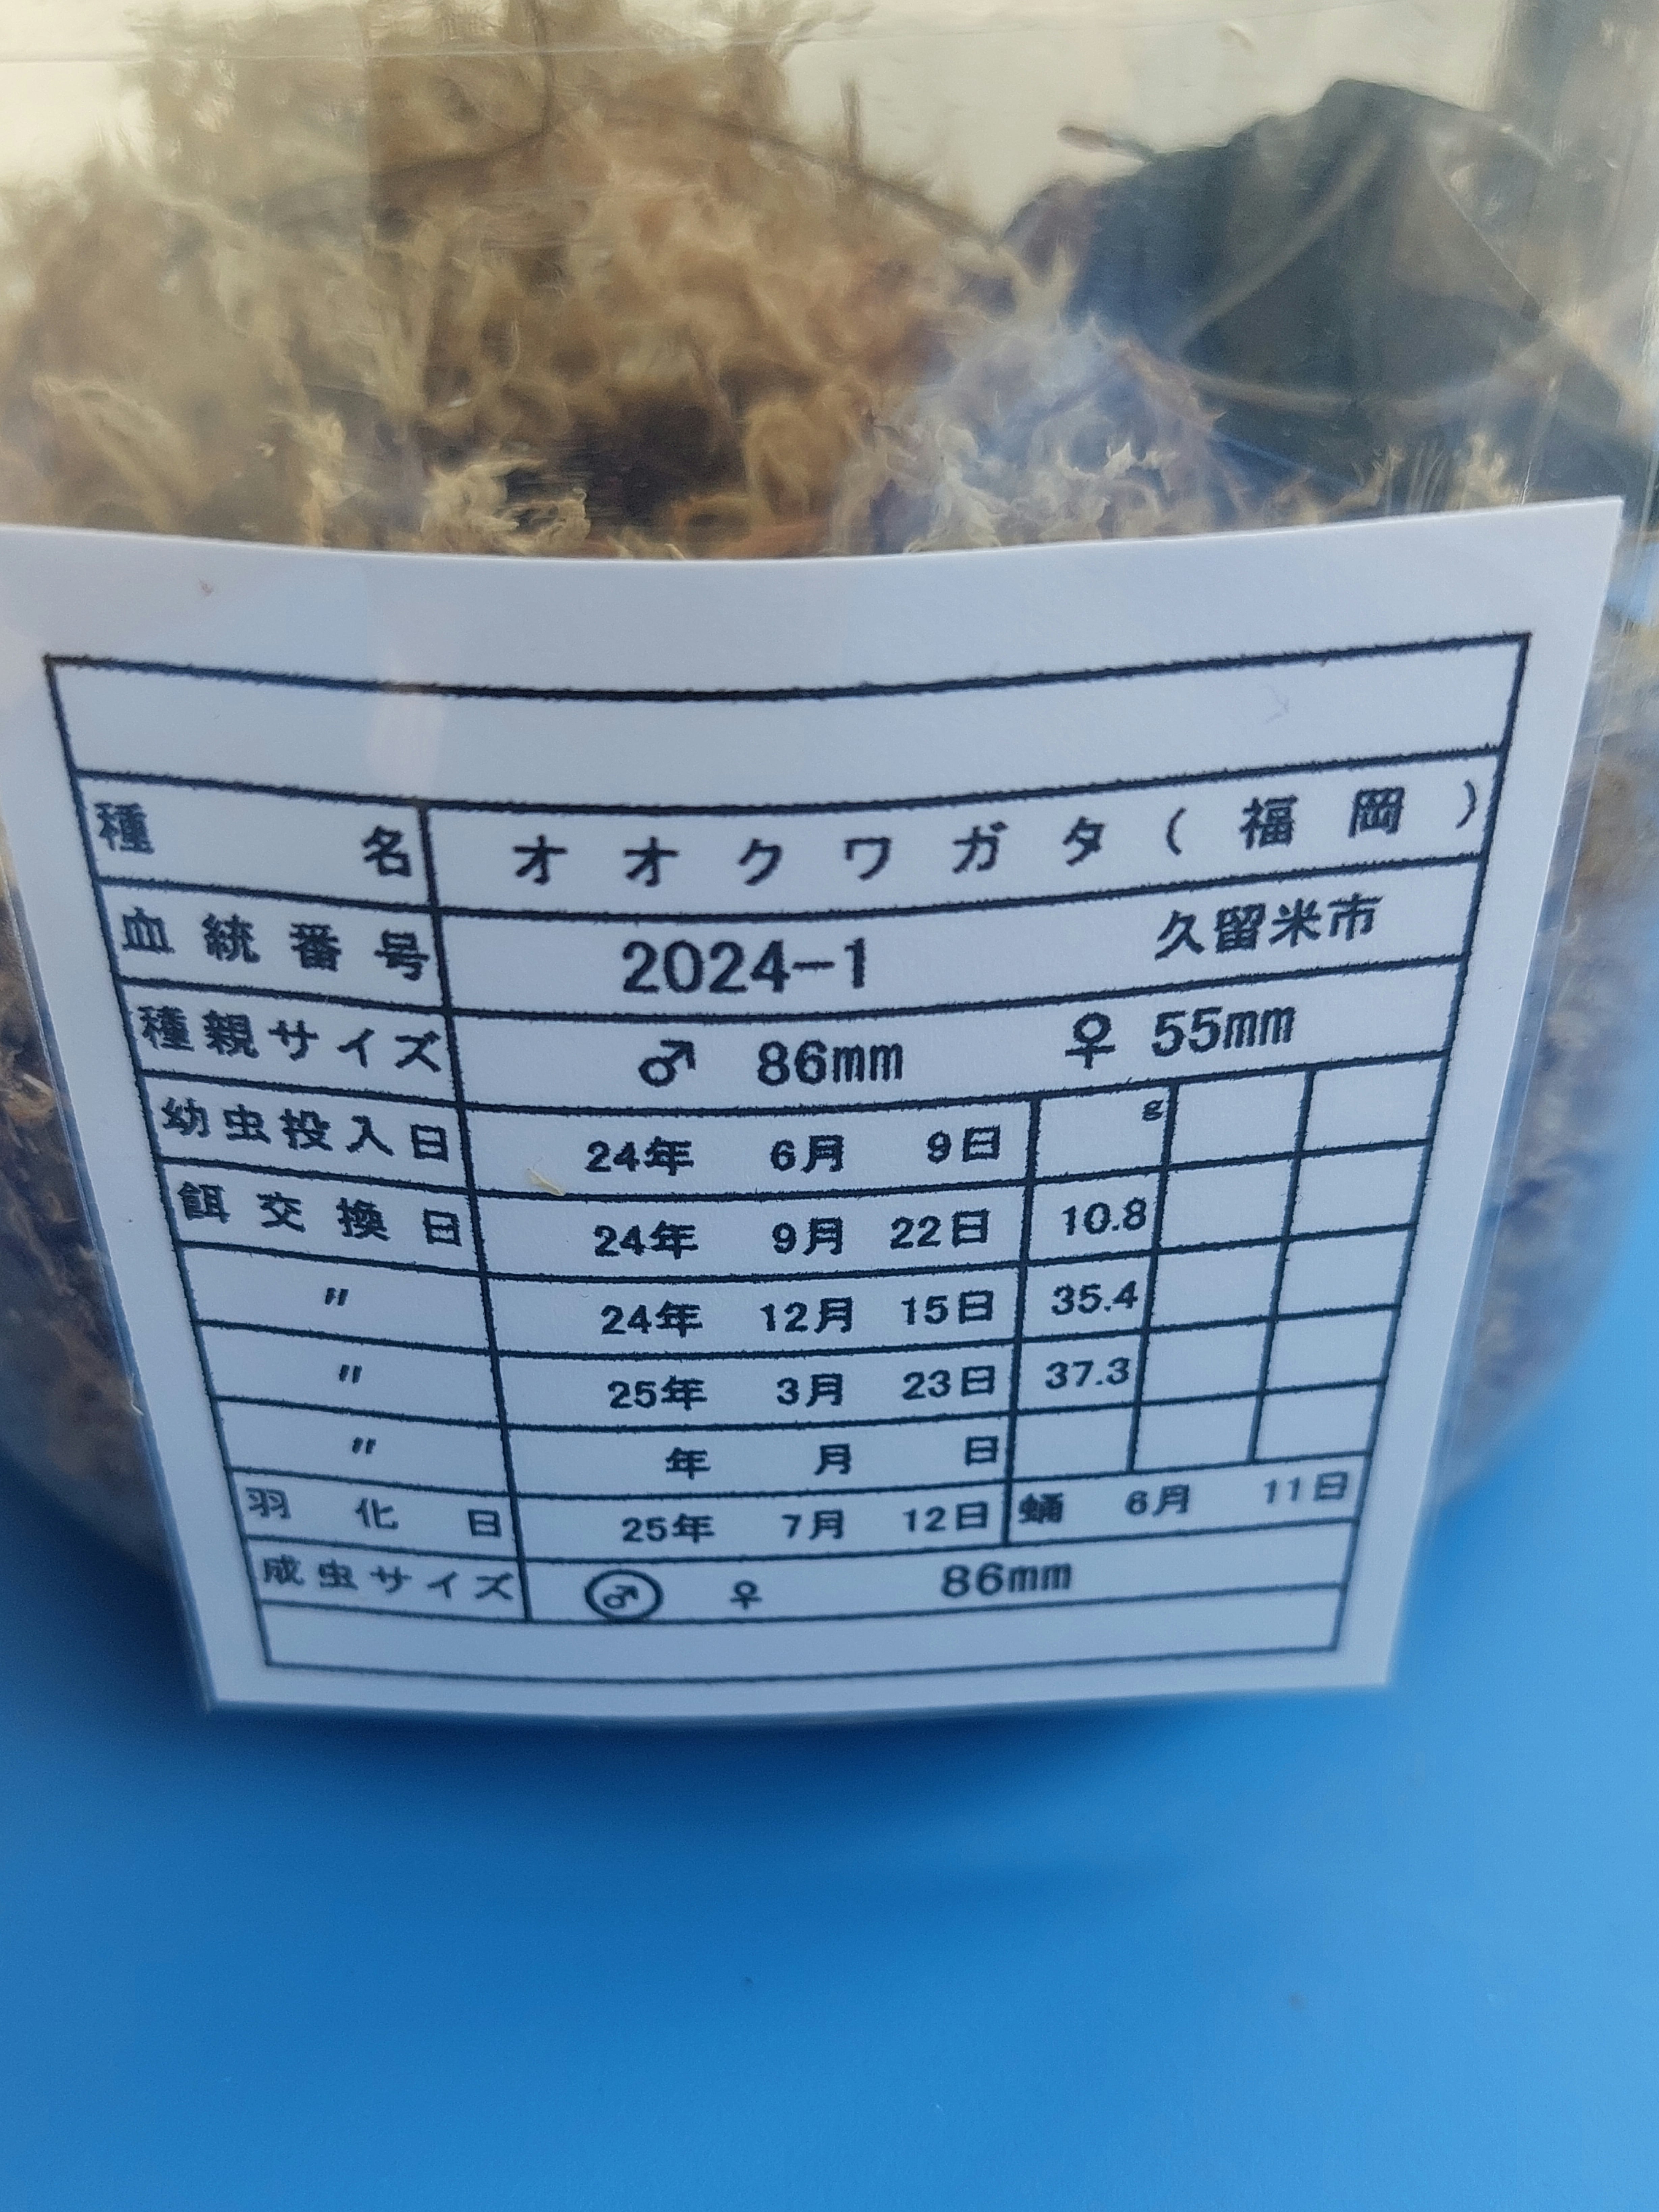 種名 オオクワガタ(福岡)
血統番号 2024-1 久留米市
種親サイズ ♂ 86mm ♀ 55mm
幼虫投入日 24年 6月 9日 g
餌交換日 24年 9月 22日 10.8
〃 24年 12月 15日 35.4
〃 25年 3月 23日 37.3
〃 年 月 日
羽化日 25年 7月 12日 蛹 6月 11日
成虫サイズ ♂ ♀ 86mm